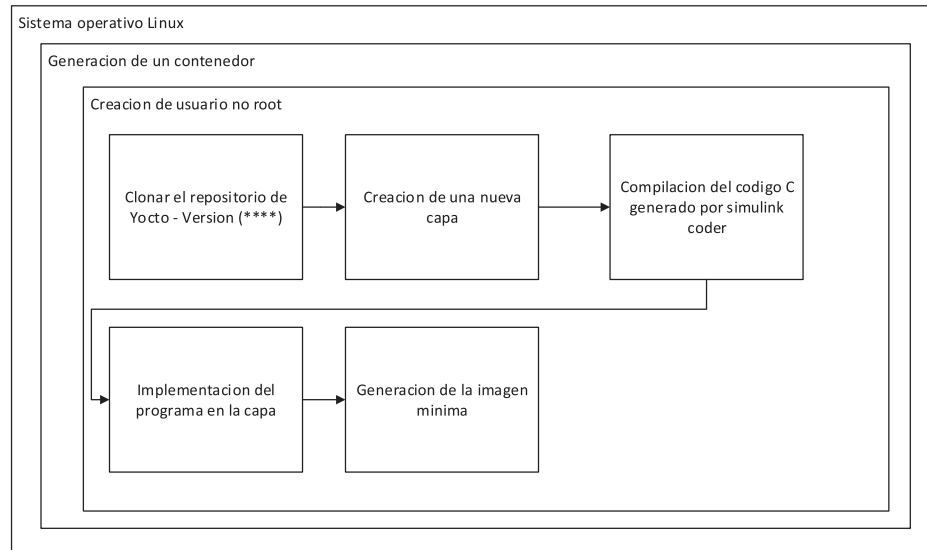 Sistema operativo Linux
Generacion de un contenedor
Creacion de usuario no root
Clonar el repositorio de
Yocto - Version (****)
Creacion de una nueva
capa
Compilacion del codigo C
generado por simulink
coder
Implementacion del
programa en la capa
Generacion de la imagen
minima